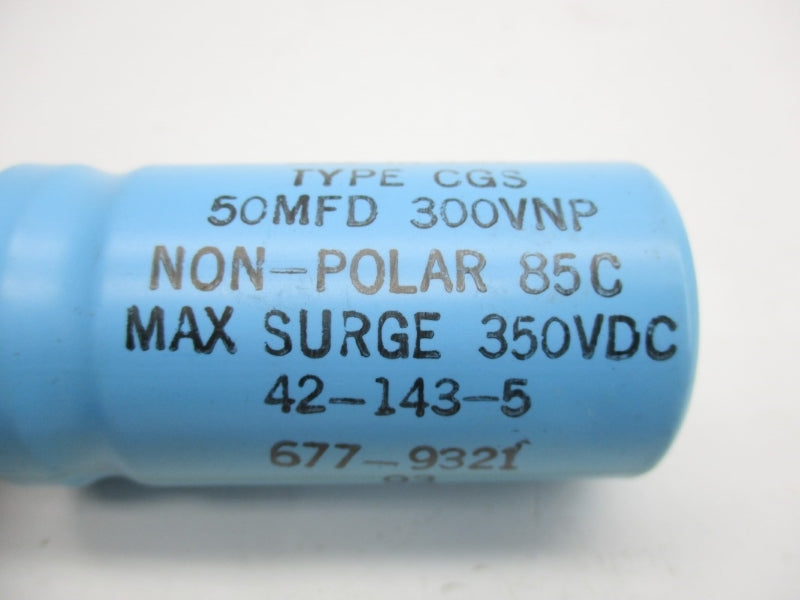 TYPE CGS
50MFD 300VNP
NON-POLAR 85C
MAX SURGE 350VDC
42-143-5
677-9321